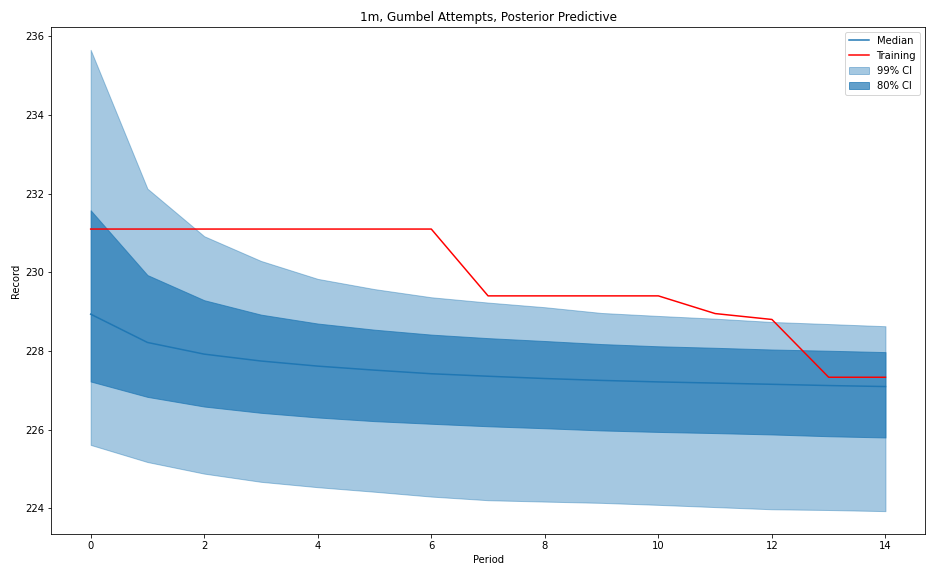 1m, Gumbel Attempts, Posterior Predictive
Median
Training
99% CI
80% CI
Record
236
234
232
230
228
226
224
0 2 4 6 8 10 12 14
Period